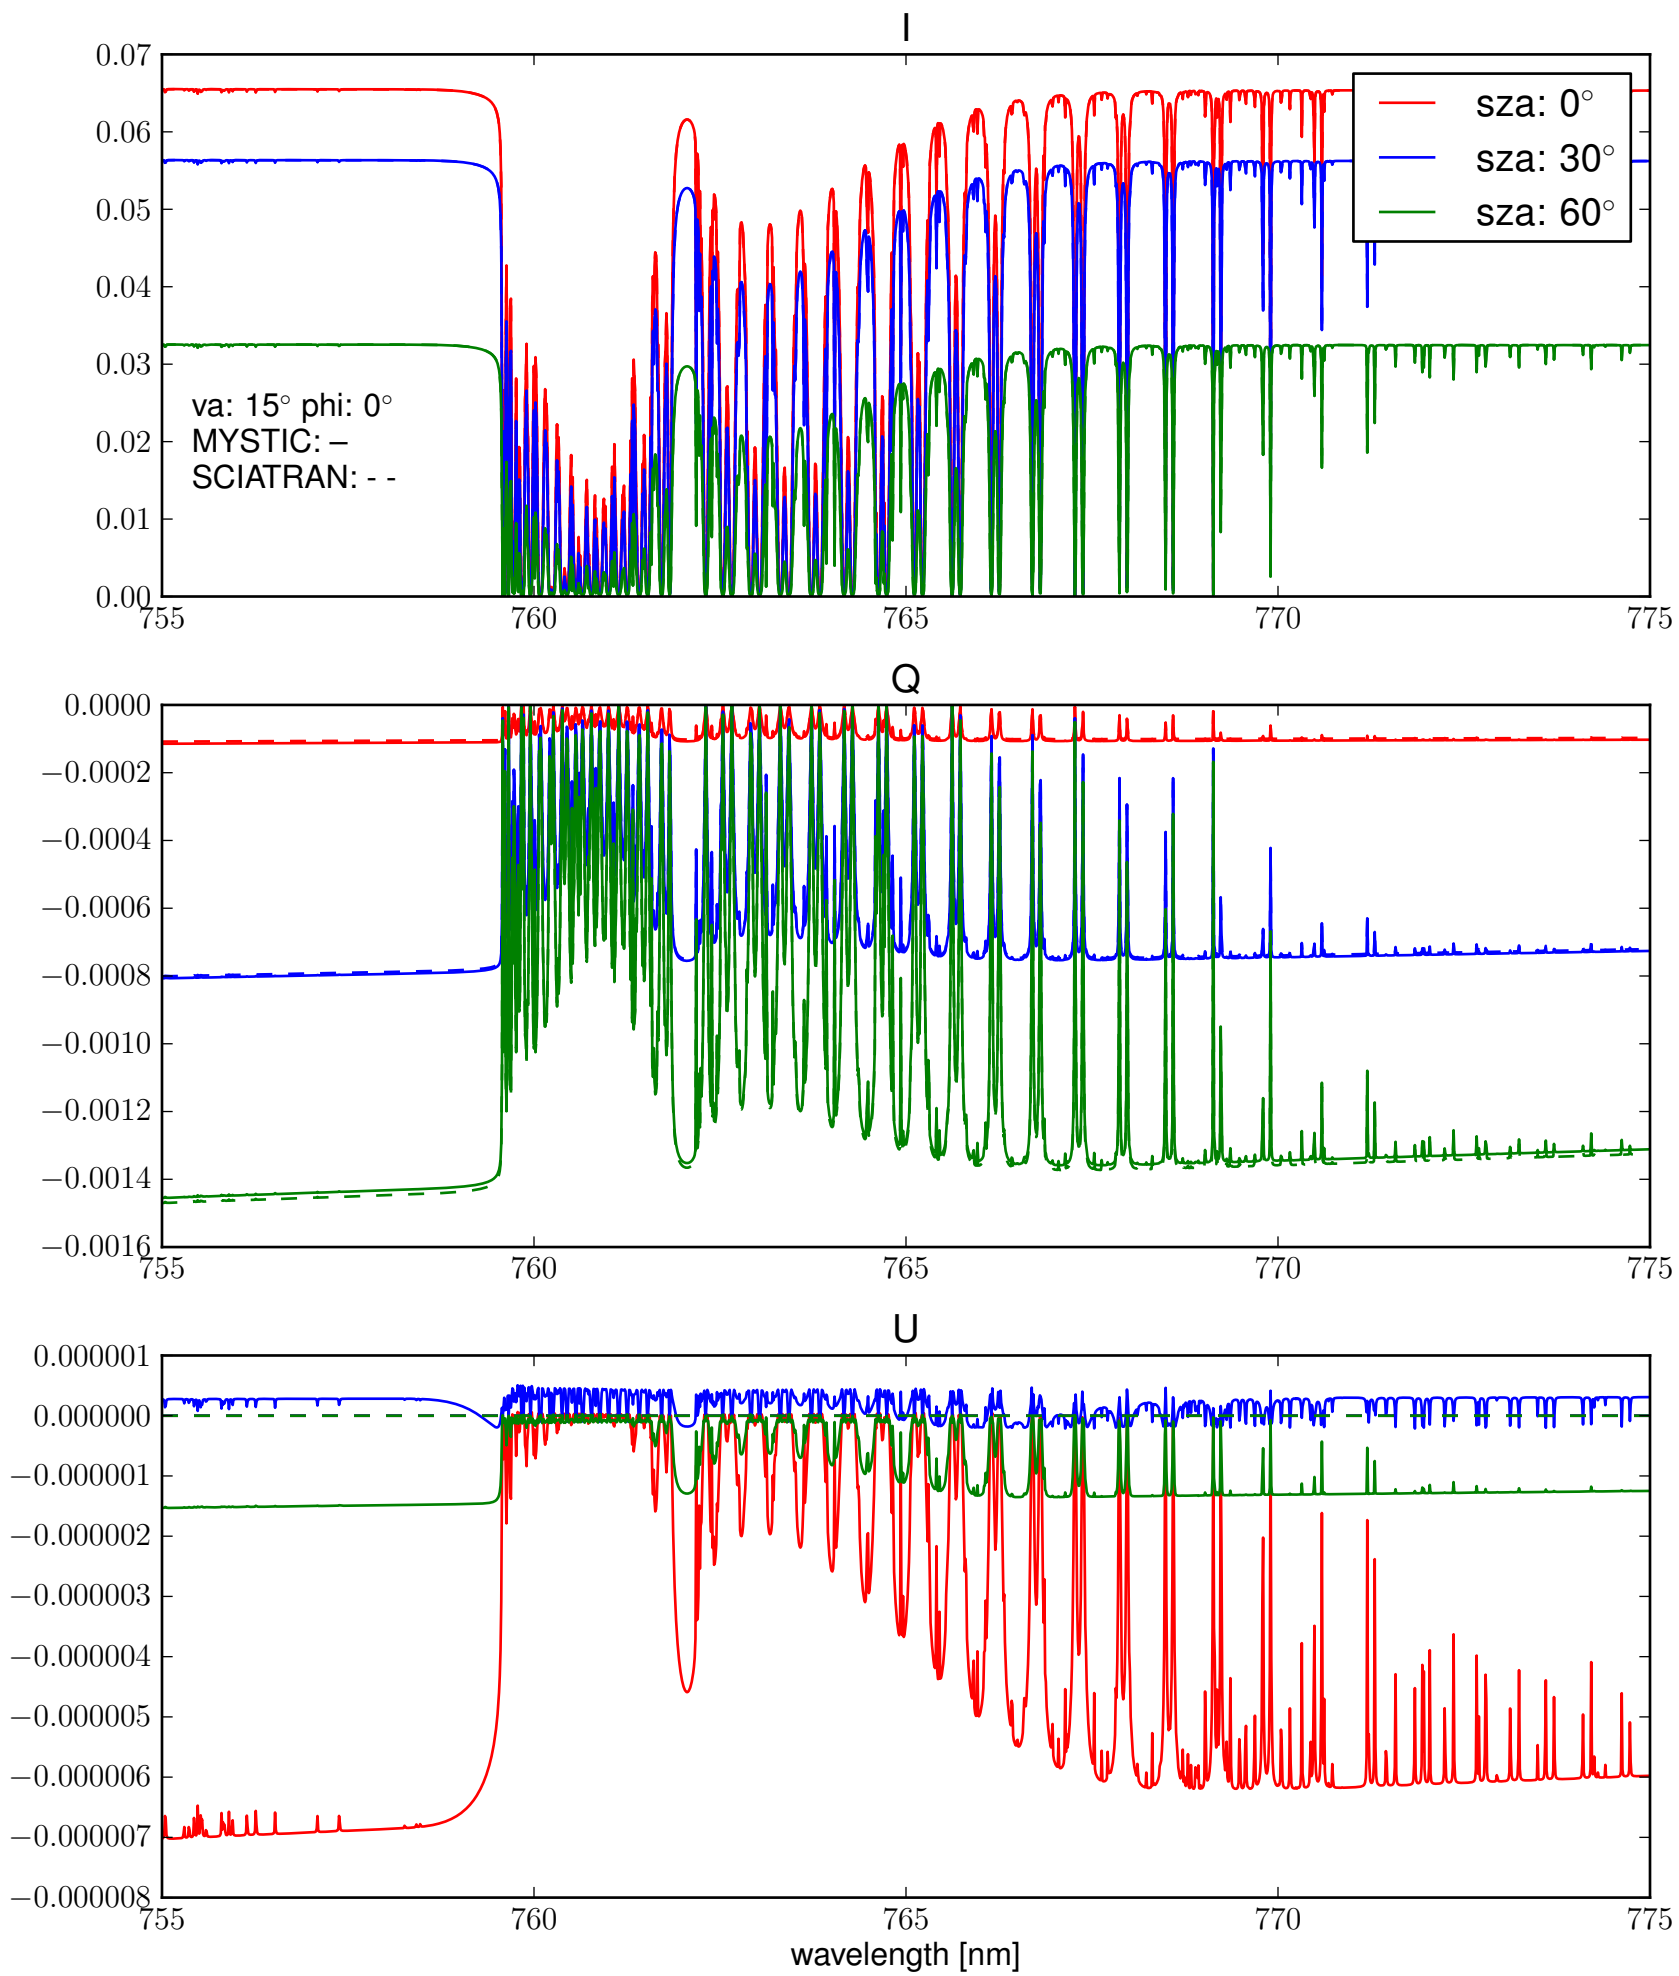 I
0.07
0.06
0.05
0.04
0.03
0.02
0.01
0.00
sza: 0°
sza: 30°
sza: 60°
va: 15° phi: 0°
MYSTIC: –
SCIATRAN: - -
755 760 765 770 775
Q
0.0000
−0.0002
−0.0004
−0.0006
−0.0008
−0.0010
−0.0012
−0.0014
−0.0016
755 760 765 770 775
U
0.000001
0.000000
−0.000001
−0.000002
−0.000003
−0.000004
−0.000005
−0.000006
−0.000007
−0.000008
755 760 765 770 775
wavelength [nm]